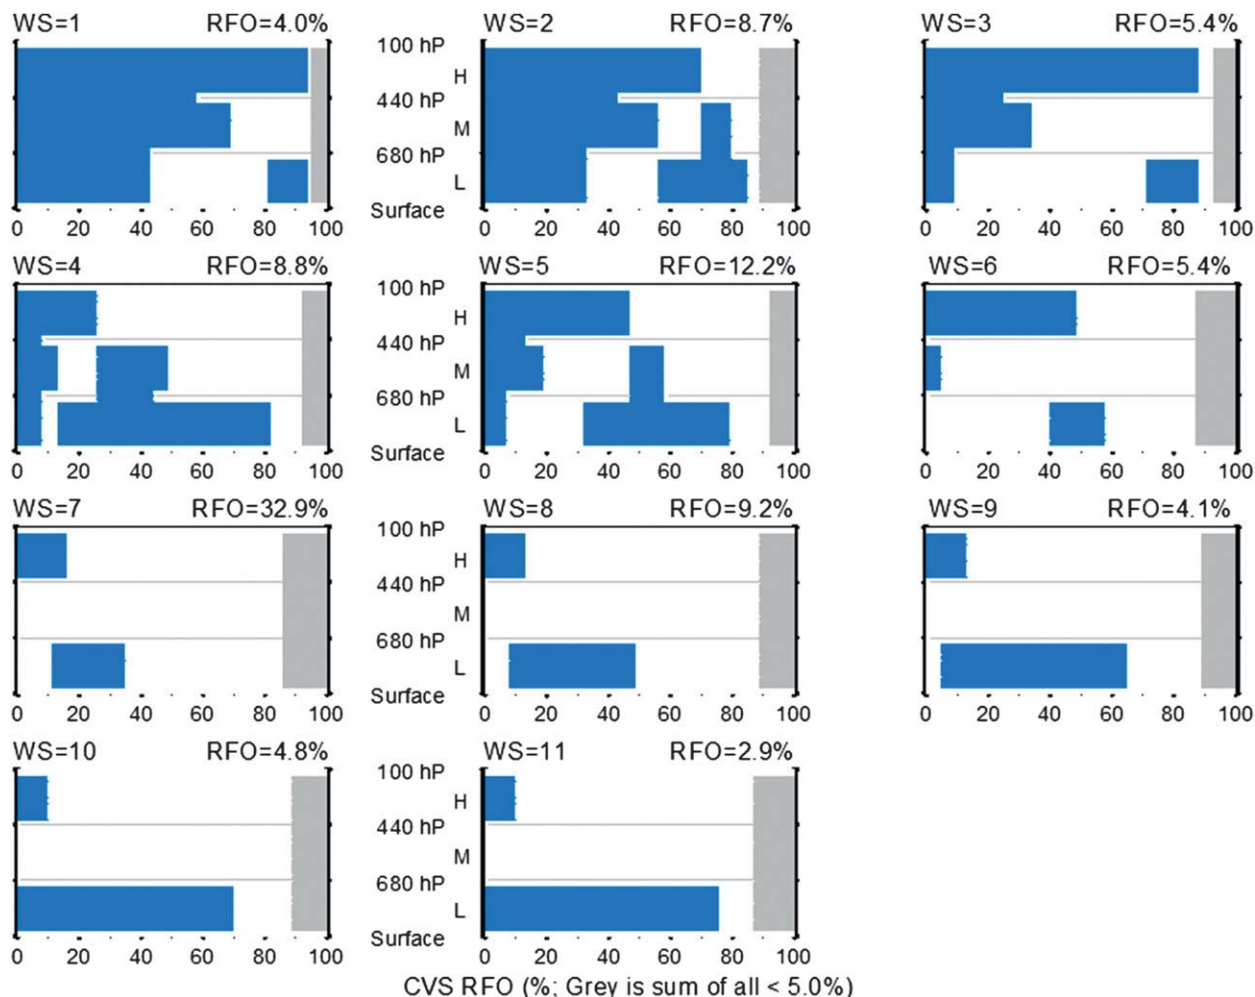 WS=1 RFO=4.0% WS=2 RFO=8.7% WS=3 RFO=5.4%
100 hP
H
440 hP
M
680 hP
L
Surface
0 20 40 60 80 100 0 20 40 60 80 100 0 20 40 60 80 100
WS=4 RFO=8.8% WS=5 RFO=12.2% WS=6 RFO=5.4%
100 hP
H
440 hP
M
680 hP
L
Surface
0 20 40 60 80 100 0 20 40 60 80 100 0 20 40 60 80 100
WS=7 RFO=32.9% WS=8 RFO=9.2% WS=9 RFO=4.1%
100 hP
H
440 hP
M
680 hP
L
Surface
0 20 40 60 80 100 0 20 40 60 80 100 0 20 40 60 80 100
WS=10 RFO=4.8% WS=11 RFO=2.9%
100 hP
H
440 hP
M
680 hP
L
Surface
0 20 40 60 80 100 0 20 40 60 80 100
CVS RFO (%; Grey is sum of all < 5.0%)